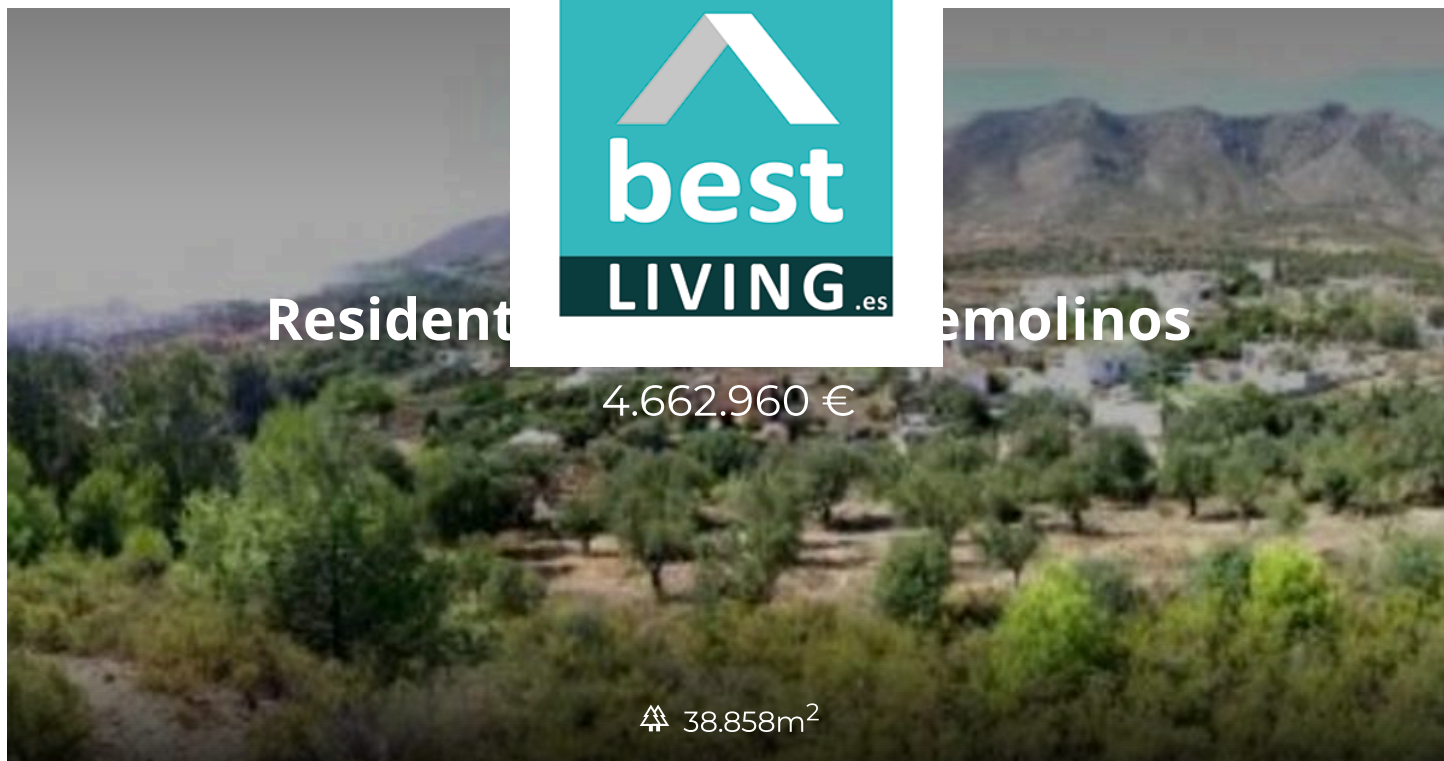 best
LIVING.es
Resident emolinos
4.662.960 €
38.858m²